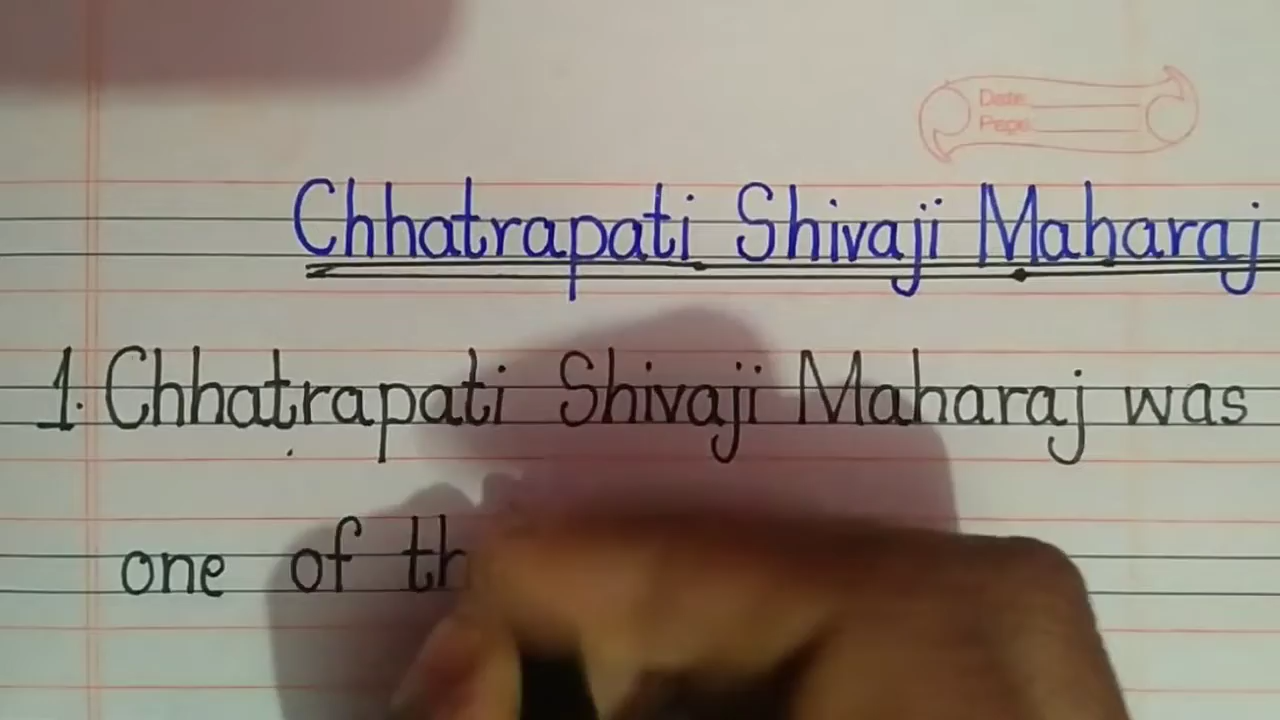 Date
Page
Chhatrapati Shivaji Maharaj
1. Chhatrapati Shivaji Maharaj was
one of th